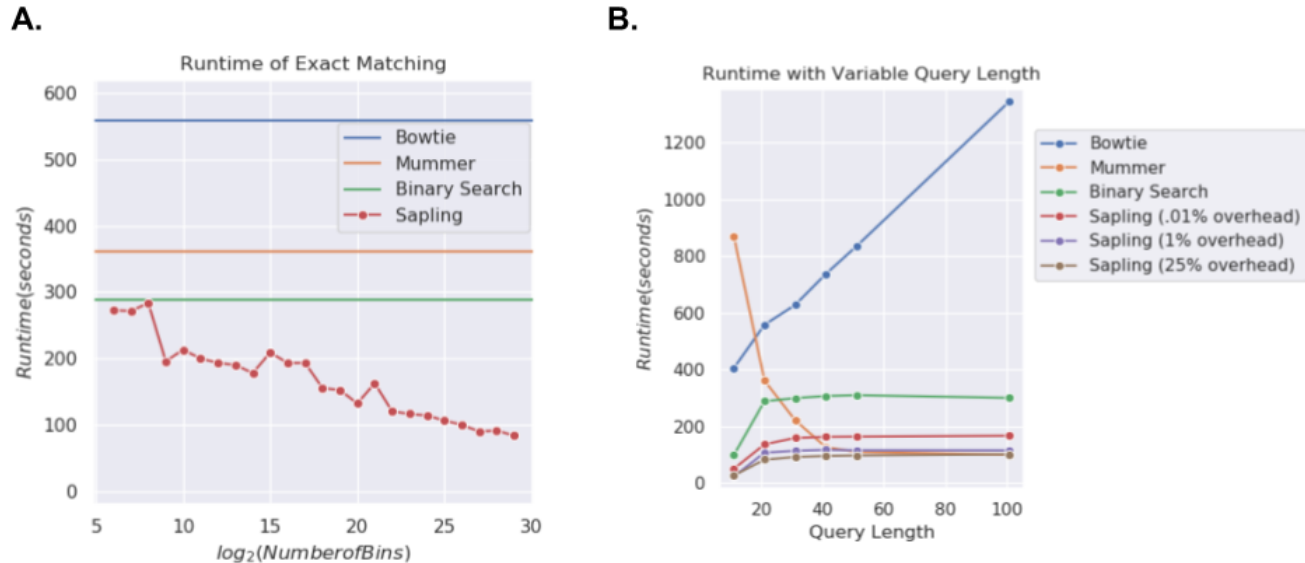 A.
B.
Runtime of Exact Matching
600
500
400
300
200
100
0
Runtime(seconds)
Bowtie
Mummer
Binary Search
Sapling
5 10 15 20 25 30
log2(NumberofBins)
Runtime with Variable Query Length
1200
1000
800
600
400
200
0
Runtime(seconds)
20 40 60 80 100
Query Length
Bowtie
Mummer
Binary Search
Sapling (.01% overhead)
Sapling (1% overhead)
Sapling (25% overhead)